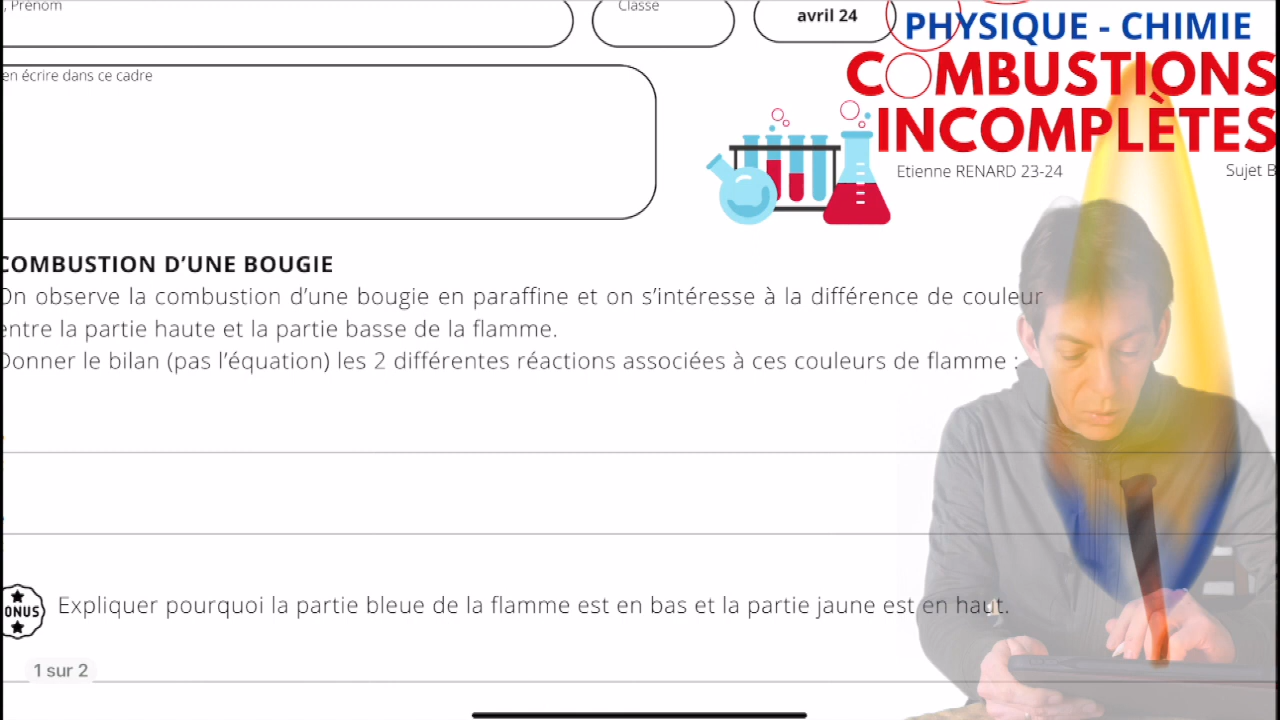 , Prénom
Classe
avril 24
PHYSIQUE - CHIMIE
COMBUSTIONS
INCOMPLÈTES
en écrire dans ce cadre
Etienne RENARD 23-24
Sujet B
COMBUSTION D'UNE BOUGIE
On observe la combustion d'une bougie en paraffine et on s'intéresse à la différence de couleur
entre la partie haute et la partie basse de la flamme.
Donner le bilan (pas l'équation) les 2 différentes réactions associées à ces couleurs de flamme :
ONUS
Expliquer pourquoi la partie bleue de la flamme est en bas et la partie jaune est en haut.
1 sur 2